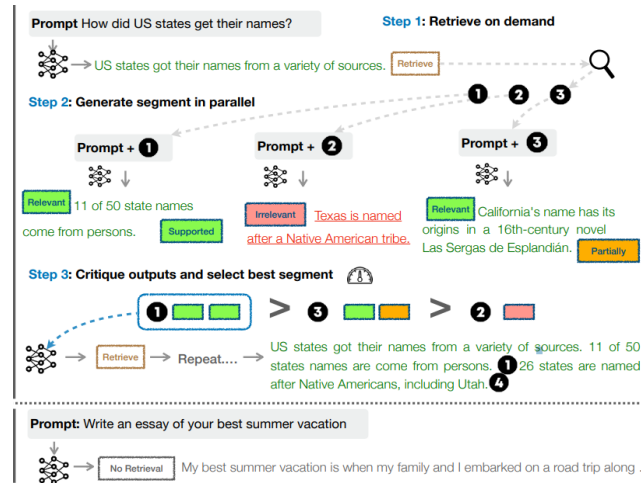 Prompt How did US states get their names?
Step 1: Retrieve on demand
US states got their names from a variety of sources.
Retrieve
Step 2: Generate segment in parallel
1 2 3
Prompt + 1
Prompt + 2
Prompt + 3
Relevant 11 of 50 state names
come from persons. Supported
Irrelevant Texas is named
after a Native American tribe.
Relevant California's name has its
origins in a 16th-century novel
Las Sergas de Esplandián. Partially
Step 3: Critique outputs and select best segment
1 > 3 > 2
Retrieve
Repeat....
US states got their names from a variety of sources. 11 of 50
states names are come from persons. 1 26 states are named
after Native Americans, including Utah. 4
Prompt: Write an essay of your best summer vacation
No Retrieval
My best summer vacation is when my family and I embarked on a road trip along .